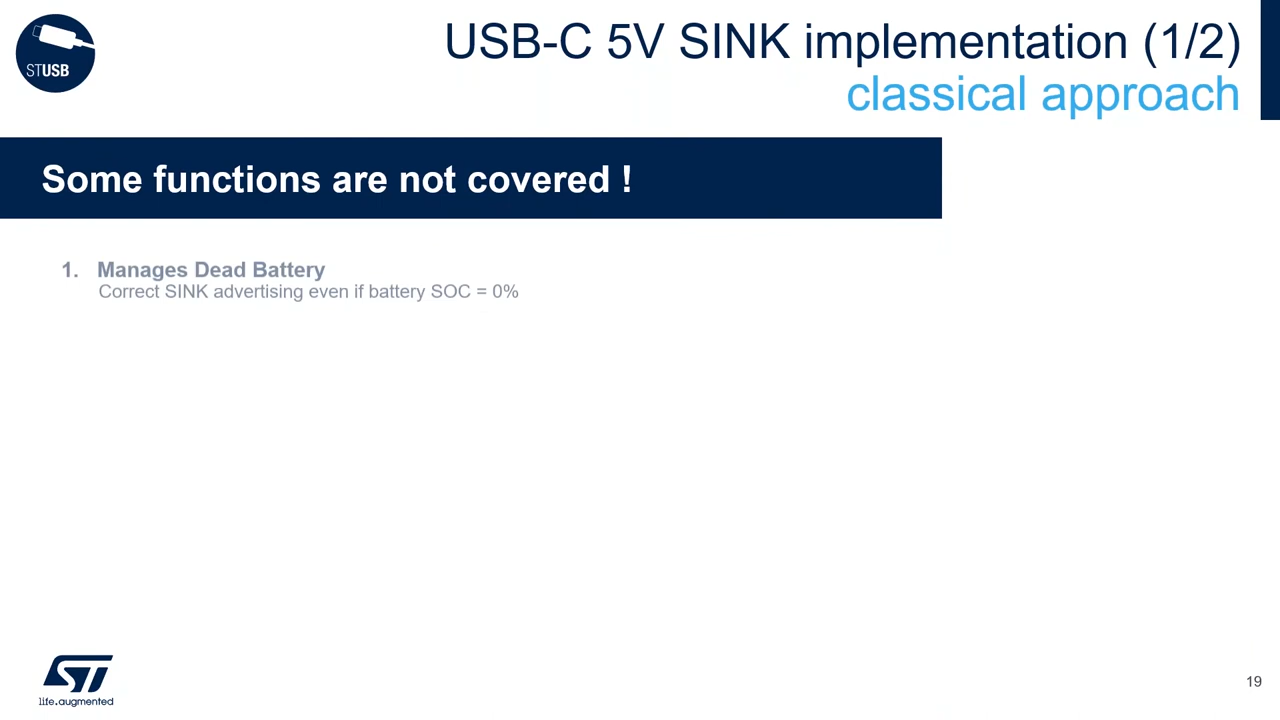 STUSB
USB-C 5V SINK implementation (1/2)
classical approach
Some functions are not covered !
1. Manages Dead Battery
Correct SINK advertising even if battery SOC = 0%
ST
life.augmented
19